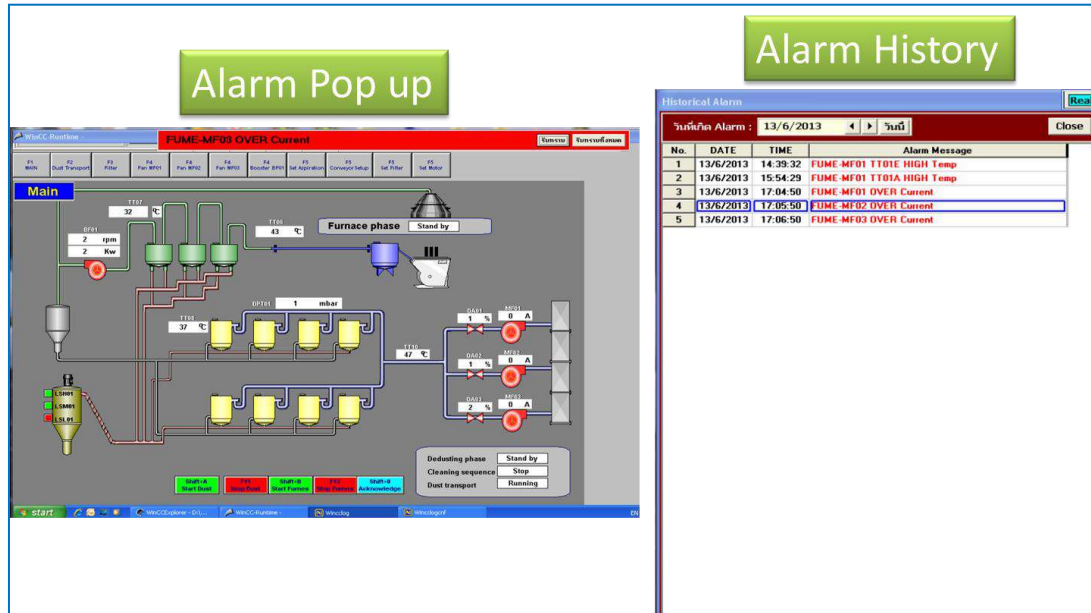 Alarm Pop up
Alarm History
WinCC-Runtime -
FUME-MF03 OVER Current
รับทราบ
รับทราบทั้งหมด
F1 MAIN
F2 Dust Transport
F3 Filter
F4 Fan MF01
F4 Fan MF02
F4 Fan MF03
F4 Booster BF01
F5 Set Aspiration
F5 Conveyor Setup
F5 Set Filter
F5 Set Motor
Main
TT07
32 °C
BF01
2 rpm
2 Kw
TT06
43 °C
Furnace phase Stand by
DPT01 1 mbar
TT08
37 °C
TT10
47 °C
DA01
1 %
MF01
0 A
DA02
1 %
MF02
0 A
DA03
2 %
MF03
0 A
LSH01
LSM01
LSL01
Dedusting phase Stand by
Cleaning sequence Stop
Dust transport Running
Shift+A
Start Dust
Stop Dust
Shift+B
Start Furnes
Stop Furnes
Acknowledge
start
WinCCExplorer - D:\...
WinCC-Runtime -
Wincclog
Wincclogcnf
EN
Historical Alarm
Rea
วันที่เกิด Alarm : 13/6/2013 วันนี้ Close
No. DATE TIME Alarm Message
1 13/6/2013 14:39:32 FUME-MF01 TT01E HIGH Temp
2 13/6/2013 15:54:29 FUME-MF01 TT01A HIGH Temp
3 13/6/2013 17:04:50 FUME-MF01 OVER Current
4 13/6/2013 17:05:50 FUME-MF02 OVER Current
5 13/6/2013 17:06:50 FUME-MF03 OVER Current